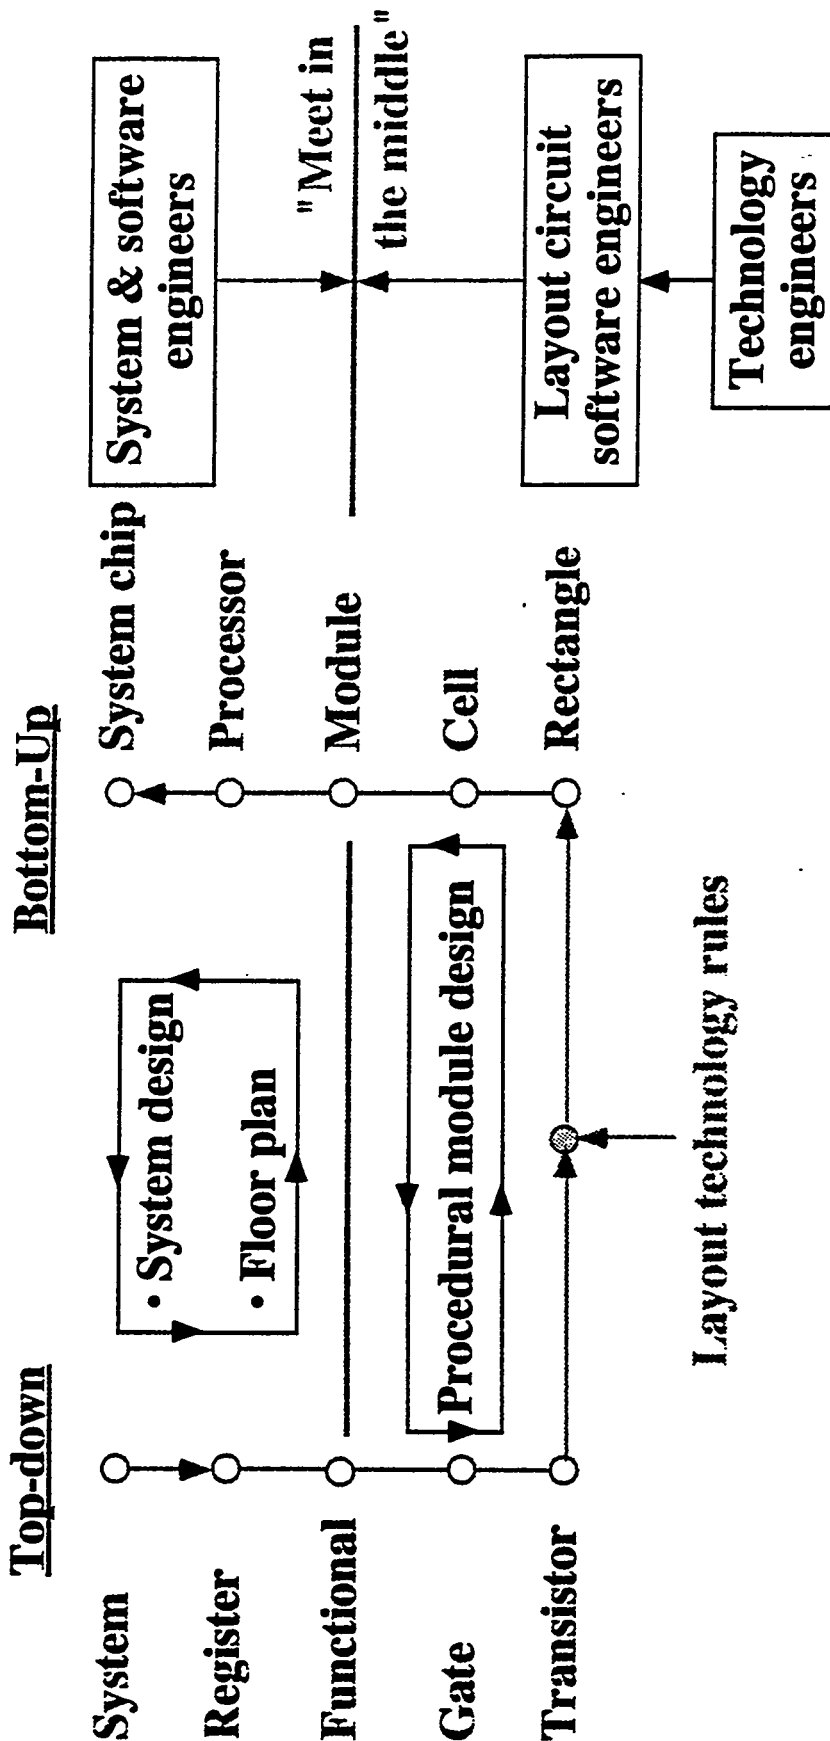 Top-down
System
Register
Functional
Gate
Transistor
• System design
• Floor plan
Procedural module design
Layout technology rules
Bottom-Up
System chip
Processor
Module
Cell
Rectangle
System & software
engineers
"Meet in
the middle"
Layout circuit
software engineers
Technology
engineers